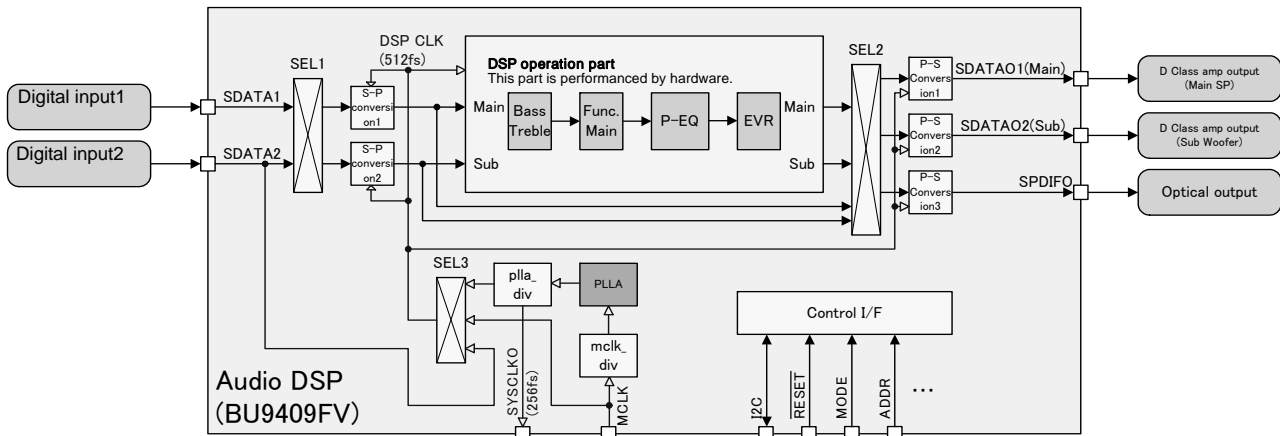 DSP CLK
(512fs)
SEL1
DSP operation part
This part is performanced by hardware.
SEL2
Digital input1
SDATA1
S-P
conversi
on1
Main
Bass
Treble
Func.
Main
P-EQ
EVR
Main
P-S
Convers
ion1
SDATAO1(Main)
D Class amp output
(Main SP)
Digital input2
SDATA2
S-P
conversi
on2
Sub
Sub
P-S
Convers
ion2
SDATAO2(Sub)
D Class amp output
(Sub Woofer)
P-S
Convers
ion3
SPDIFO
Optical output
SEL3
plla_
div
PLLA
mclk_
div
Control I/F
Audio DSP
(BU9409FV)
SYSCLKO
(256fs)
MCLK
I2C
RESET
MODE
ADDR
...